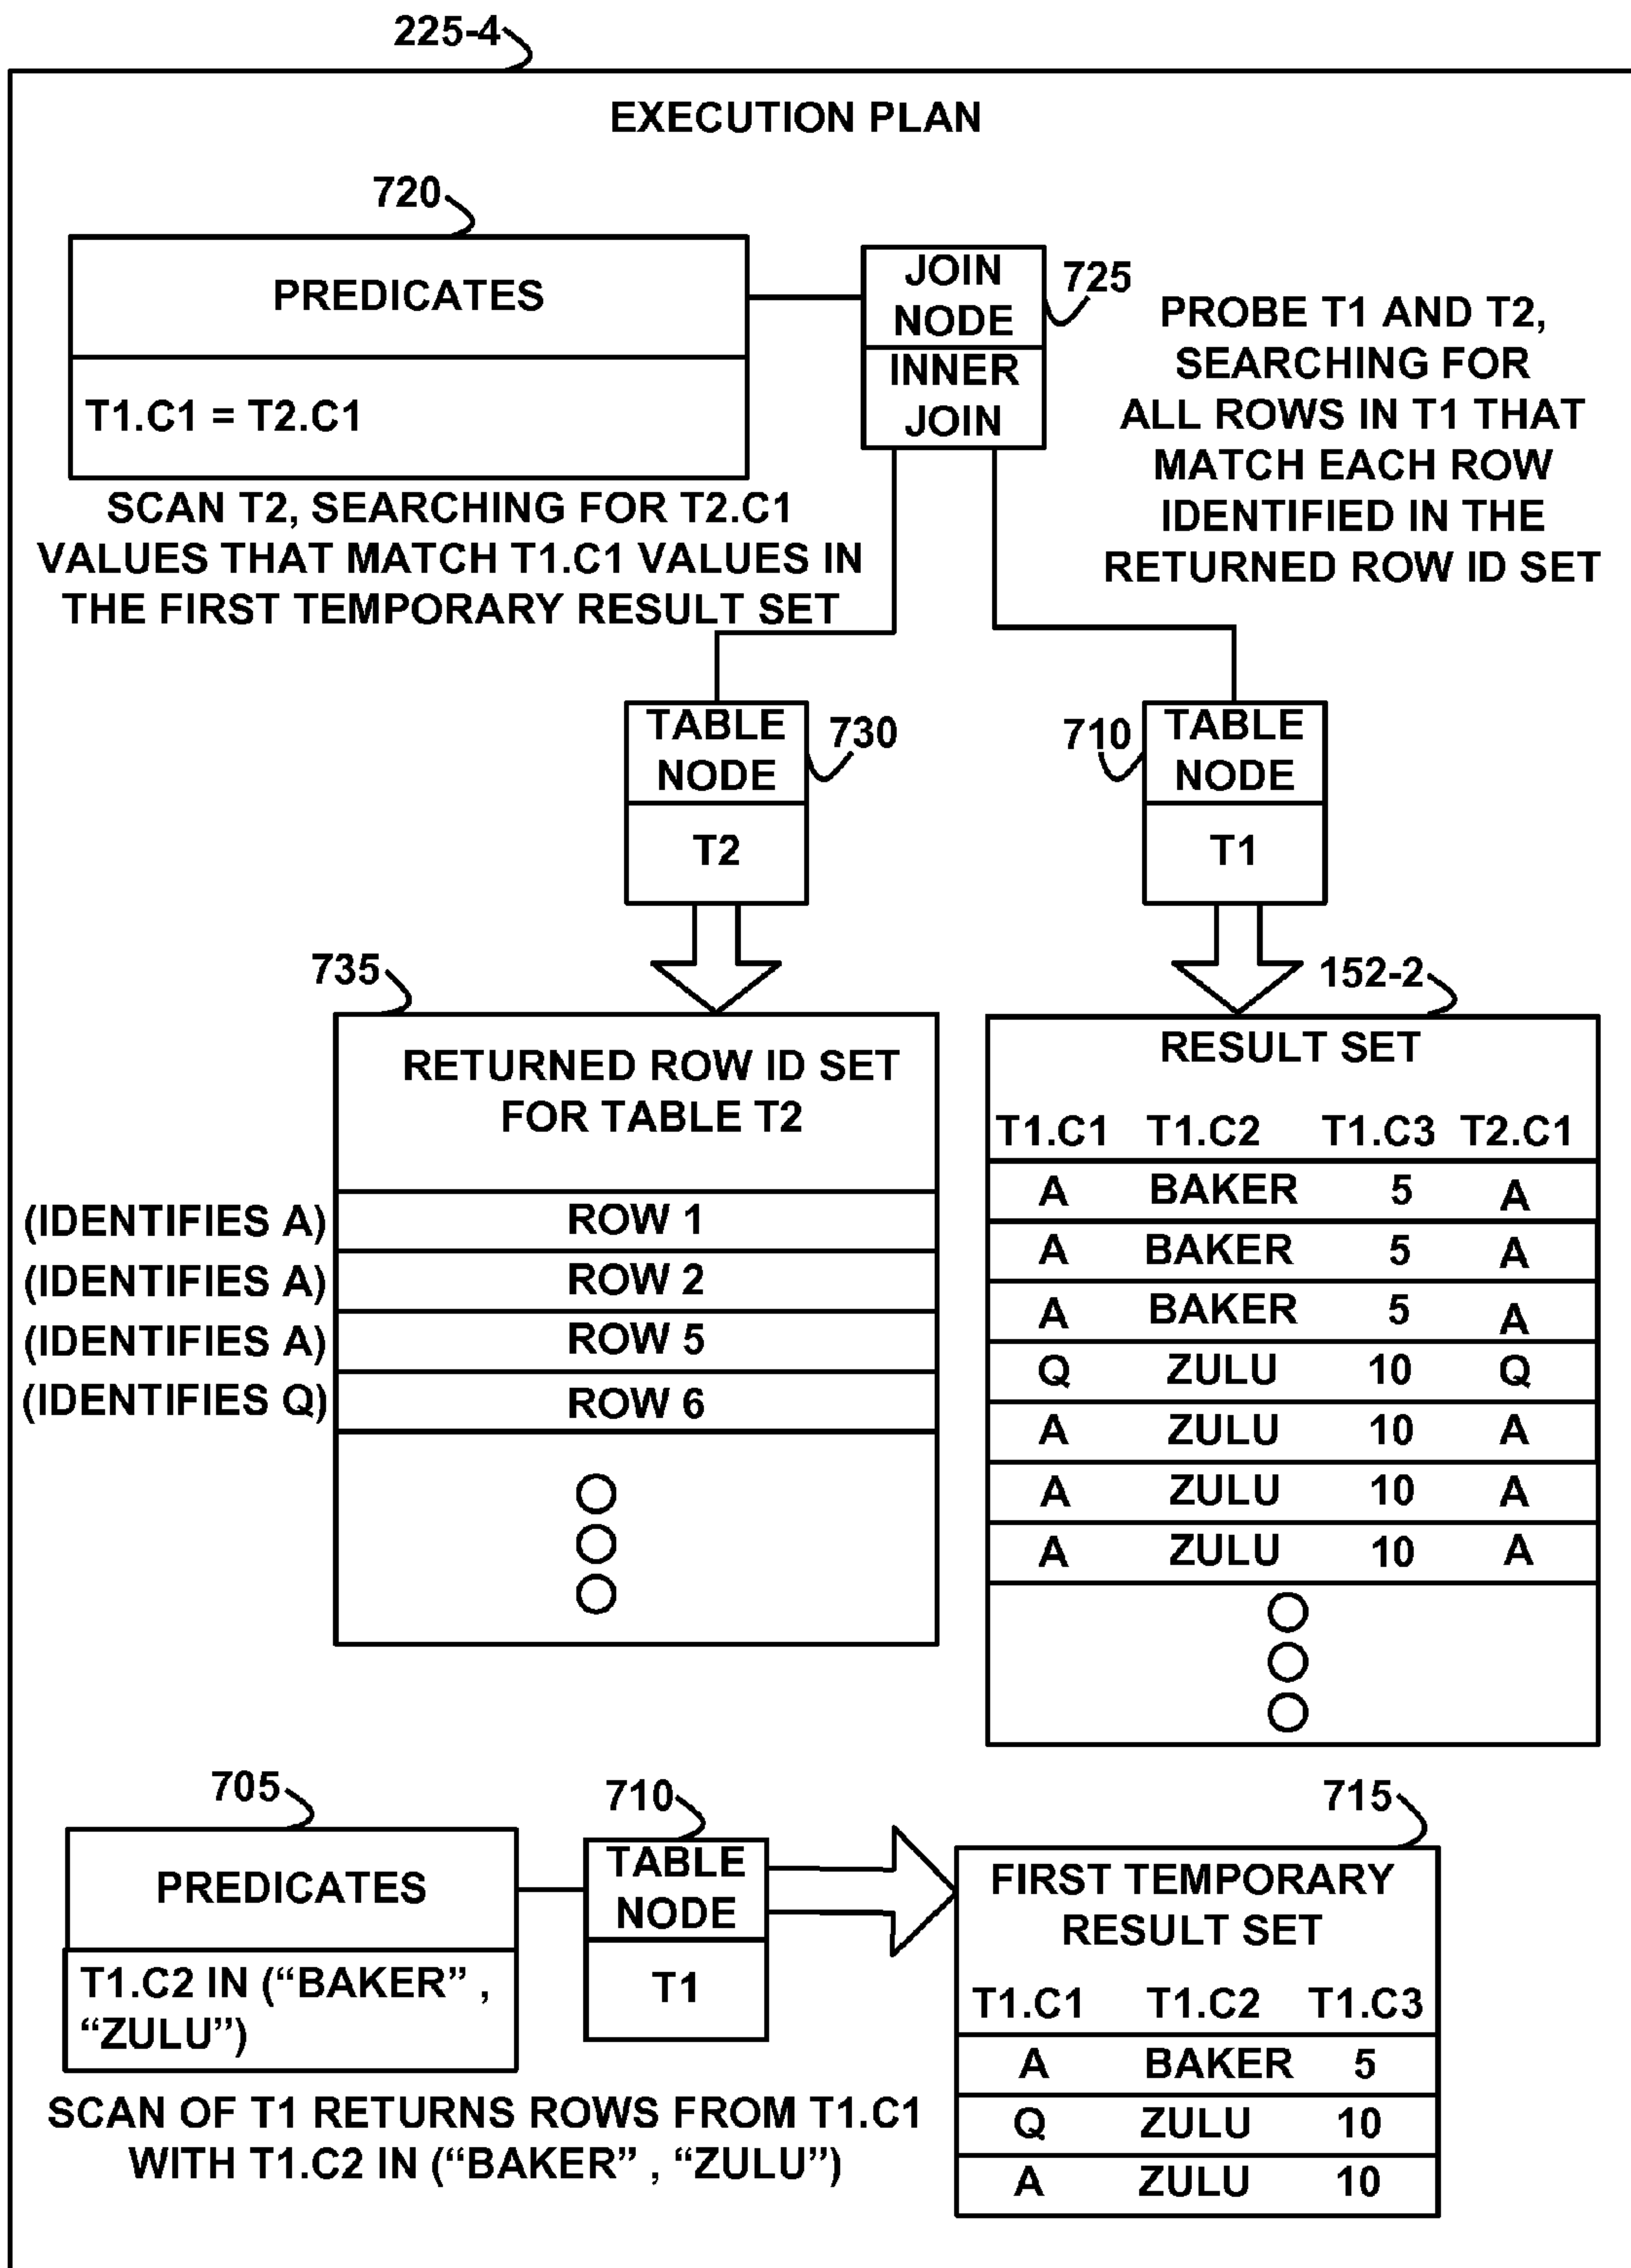 225-4
EXECUTION PLAN
720
PREDICATES
T1.C1 = T2.C1
JOIN
NODE
INNER
JOIN
725
PROBE T1 AND T2,
SEARCHING FOR
ALL ROWS IN T1 THAT
MATCH EACH ROW
IDENTIFIED IN THE
RETURNED ROW ID SET
SCAN T2, SEARCHING FOR T2.C1
VALUES THAT MATCH T1.C1 VALUES IN
THE FIRST TEMPORARY RESULT SET
TABLE
NODE
T2
730
710
TABLE
NODE
T1
735
RETURNED ROW ID SET
FOR TABLE T2
(IDENTIFIES A) ROW 1
(IDENTIFIES A) ROW 2
(IDENTIFIES A) ROW 5
(IDENTIFIES Q) ROW 6
152-2
RESULT SET
T1.C1 T1.C2 T1.C3 T2.C1
A BAKER 5 A
A BAKER 5 A
A BAKER 5 A
Q ZULU 10 Q
A ZULU 10 A
A ZULU 10 A
A ZULU 10 A
705
PREDICATES
T1.C2 IN (“BAKER” ,
“ZULU”)
710
TABLE
NODE
T1
SCAN OF T1 RETURNS ROWS FROM T1.C1
WITH T1.C2 IN (“BAKER” , “ZULU”)
715
FIRST TEMPORARY
RESULT SET
T1.C1 T1.C2 T1.C3
A BAKER 5
Q ZULU 10
A ZULU 10